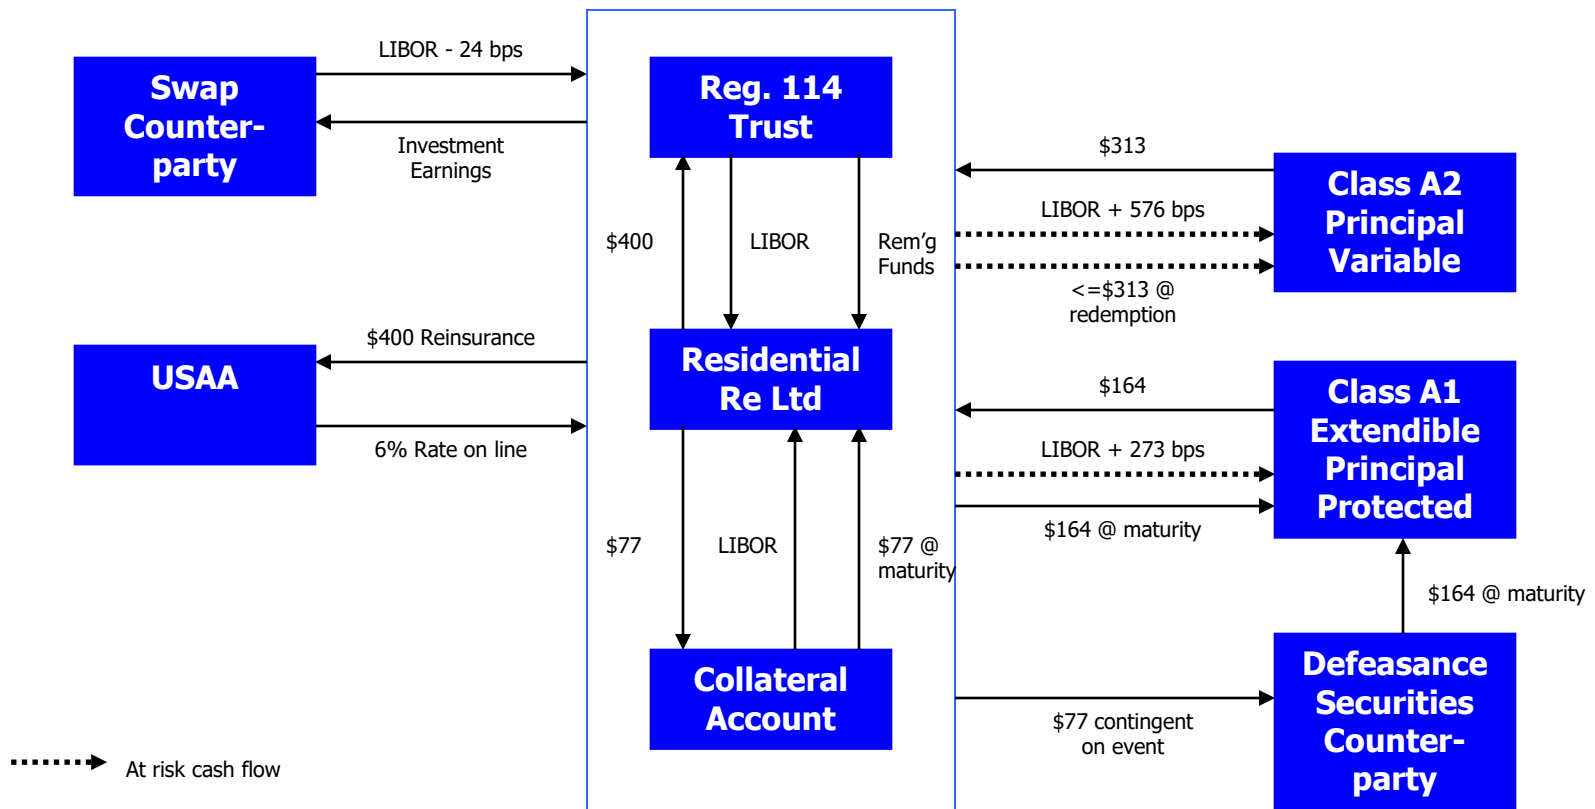 LIBOR - 24 bps
Swap
Counter-
party
Investment
Earnings
Reg. 114
Trust
$313
Class A2
Principal
Variable
LIBOR + 576 bps
<=$313 @
redemption
$400
LIBOR
Rem'g
Funds
$400 Reinsurance
USAA
6% Rate on line
Residential
Re Ltd
$164
Class A1
Extendible
Principal
Protected
LIBOR + 273 bps
$164 @ maturity
$77
LIBOR
$77 @
maturity
$164 @ maturity
Collateral
Account
$77 contingent
on event
Defeasance
Securities
Counter-
party
At risk cash flow